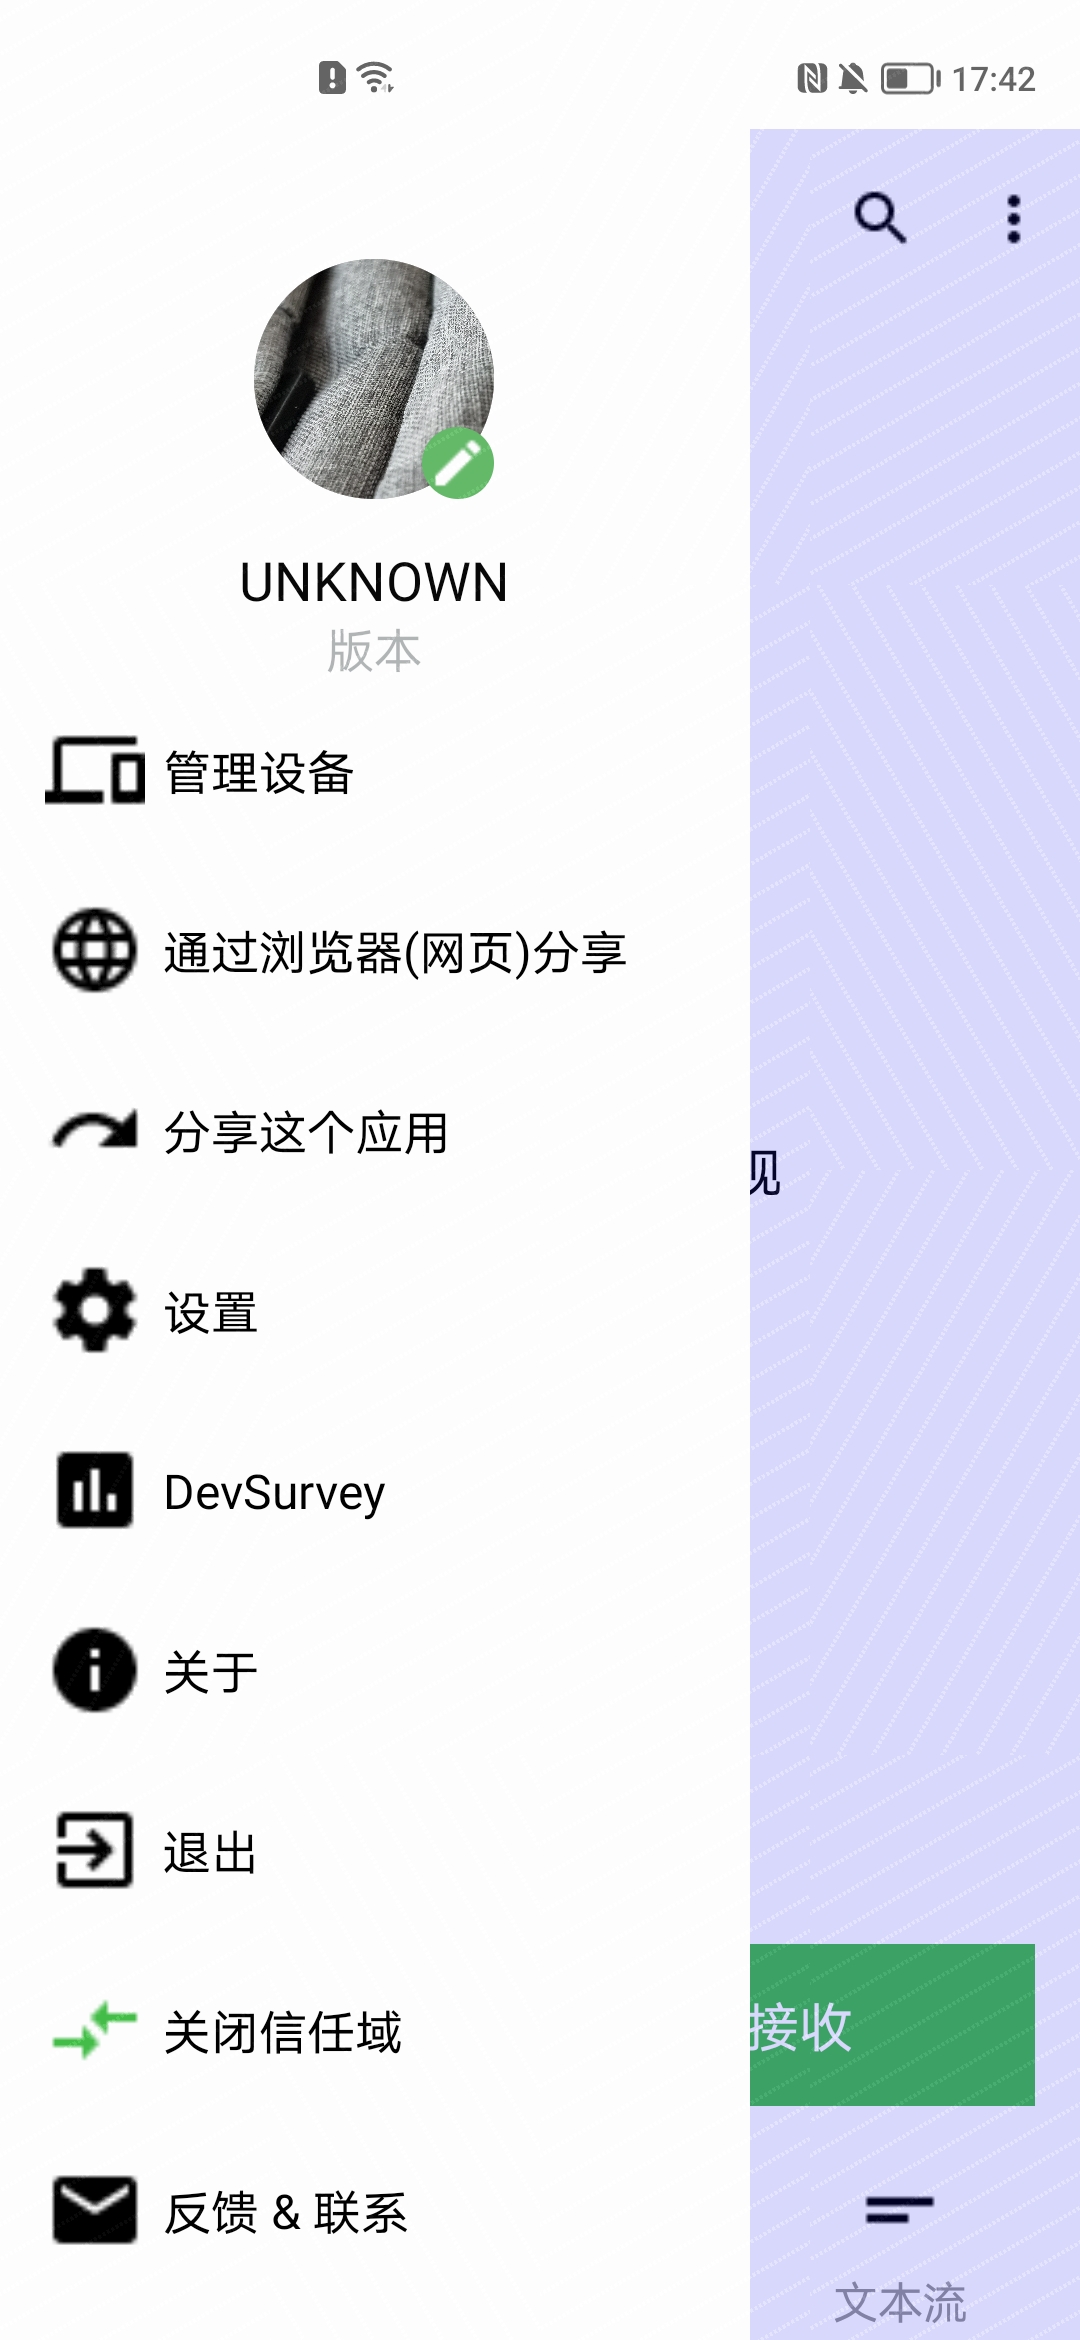 17:42
UNKNOWN
版本
管理设备
通过浏览器(网页)分享
分享这个应用
设置
DevSurvey
关于
退出
关闭信任域
反馈 & 联系
接收
文本流